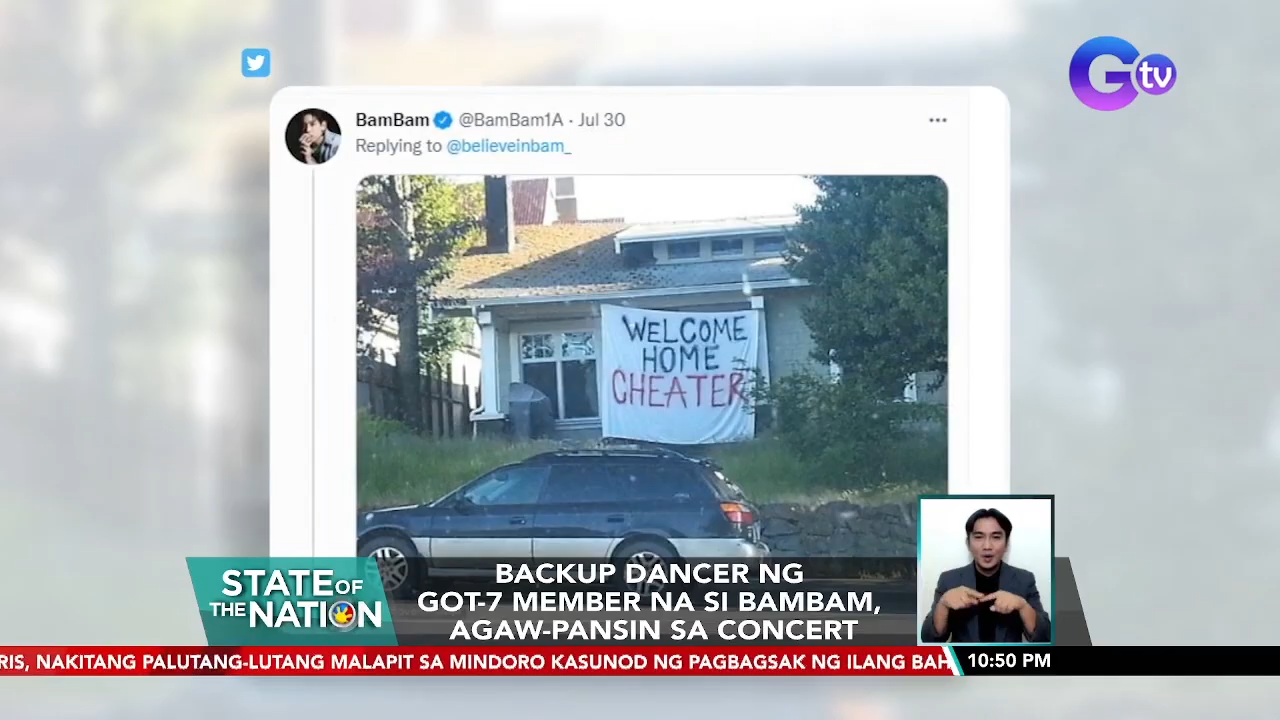 Gtv
BamBam @BamBam1A · Jul 30
Replying to @believeinbam_
WELCOME
HOME
CHEATER
STATE OF
THE NATION
BACKUP DANCER NG
GOT-7 MEMBER NA SI BAMBAM,
AGAW-PANSIN SA CONCERT
RIS, NAKITANG PALUTANG-LUTANG MALAPIT SA MINDORO KASUNOD NG PAGBAGSAK NG ILANG BAH
10:50 PM